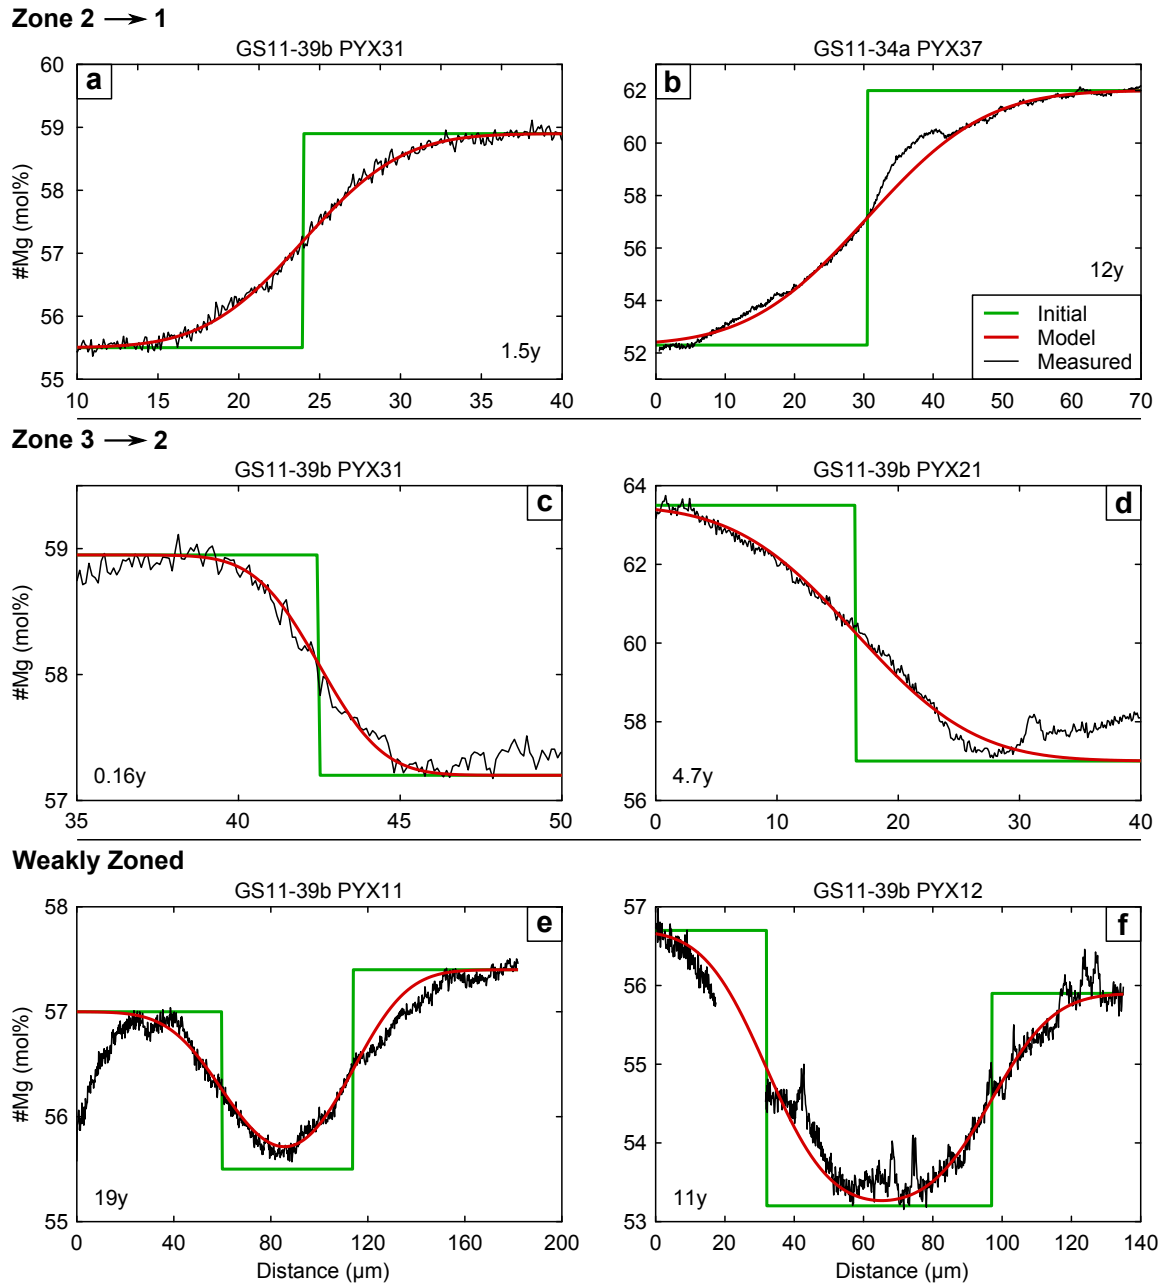 Zone 2 → 1
GS11-39b PYX31
GS11-34a PYX37
a
b
#Mg (mol%)
60
59
58
57
56
55
10 15 20 25 30 35 40
1.5y
62
60
58
56
54
52
0 10 20 30 40 50 60 70
12y
Initial
Model
Measured
Zone 3 → 2
GS11-39b PYX31
GS11-39b PYX21
c
d
#Mg (mol%)
59
58
57
35 40 45 50
0.16y
64
62
60
58
56
0 10 20 30 40
4.7y
Weakly Zoned
GS11-39b PYX11
GS11-39b PYX12
e
f
#Mg (mol%)
58
57
56
55
0 40 80 120 160 200
19y
Distance (µm)
57
56
55
54
53
0 20 40 60 80 100 120 140
11y
Distance (µm)